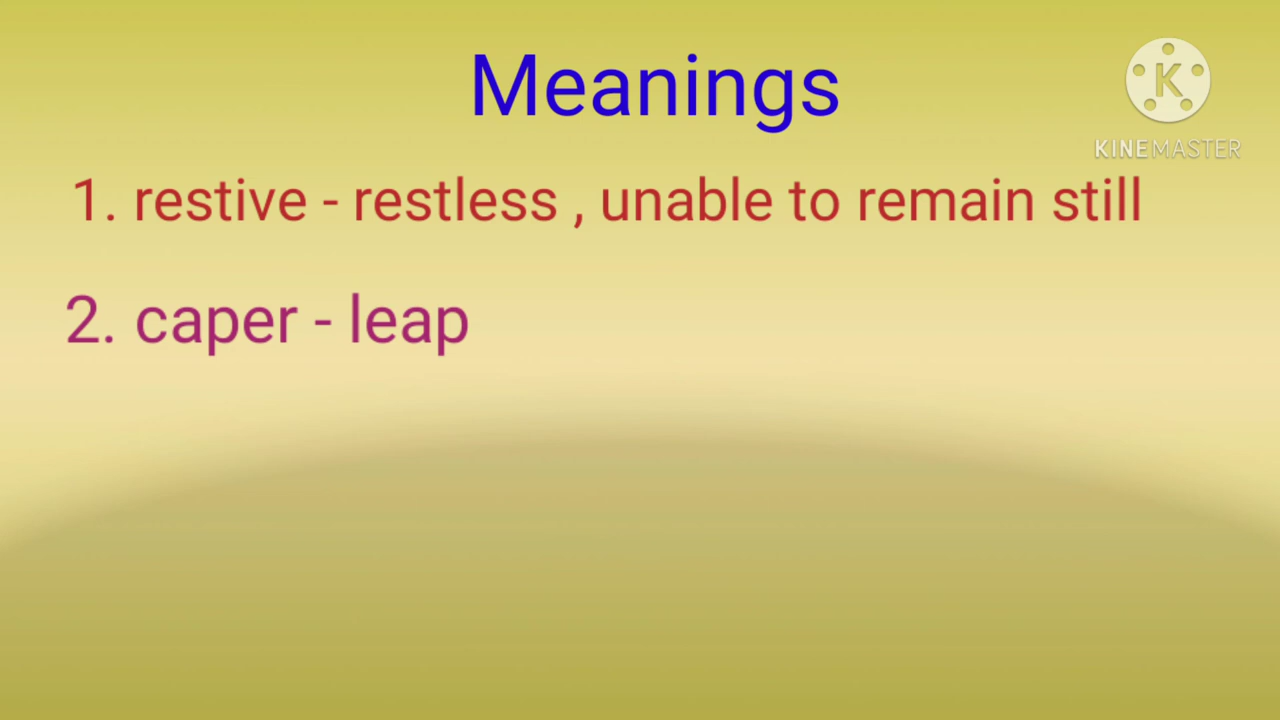 Meanings
K
KINEMASTER
1. restive - restless , unable to remain still
2. caper - leap